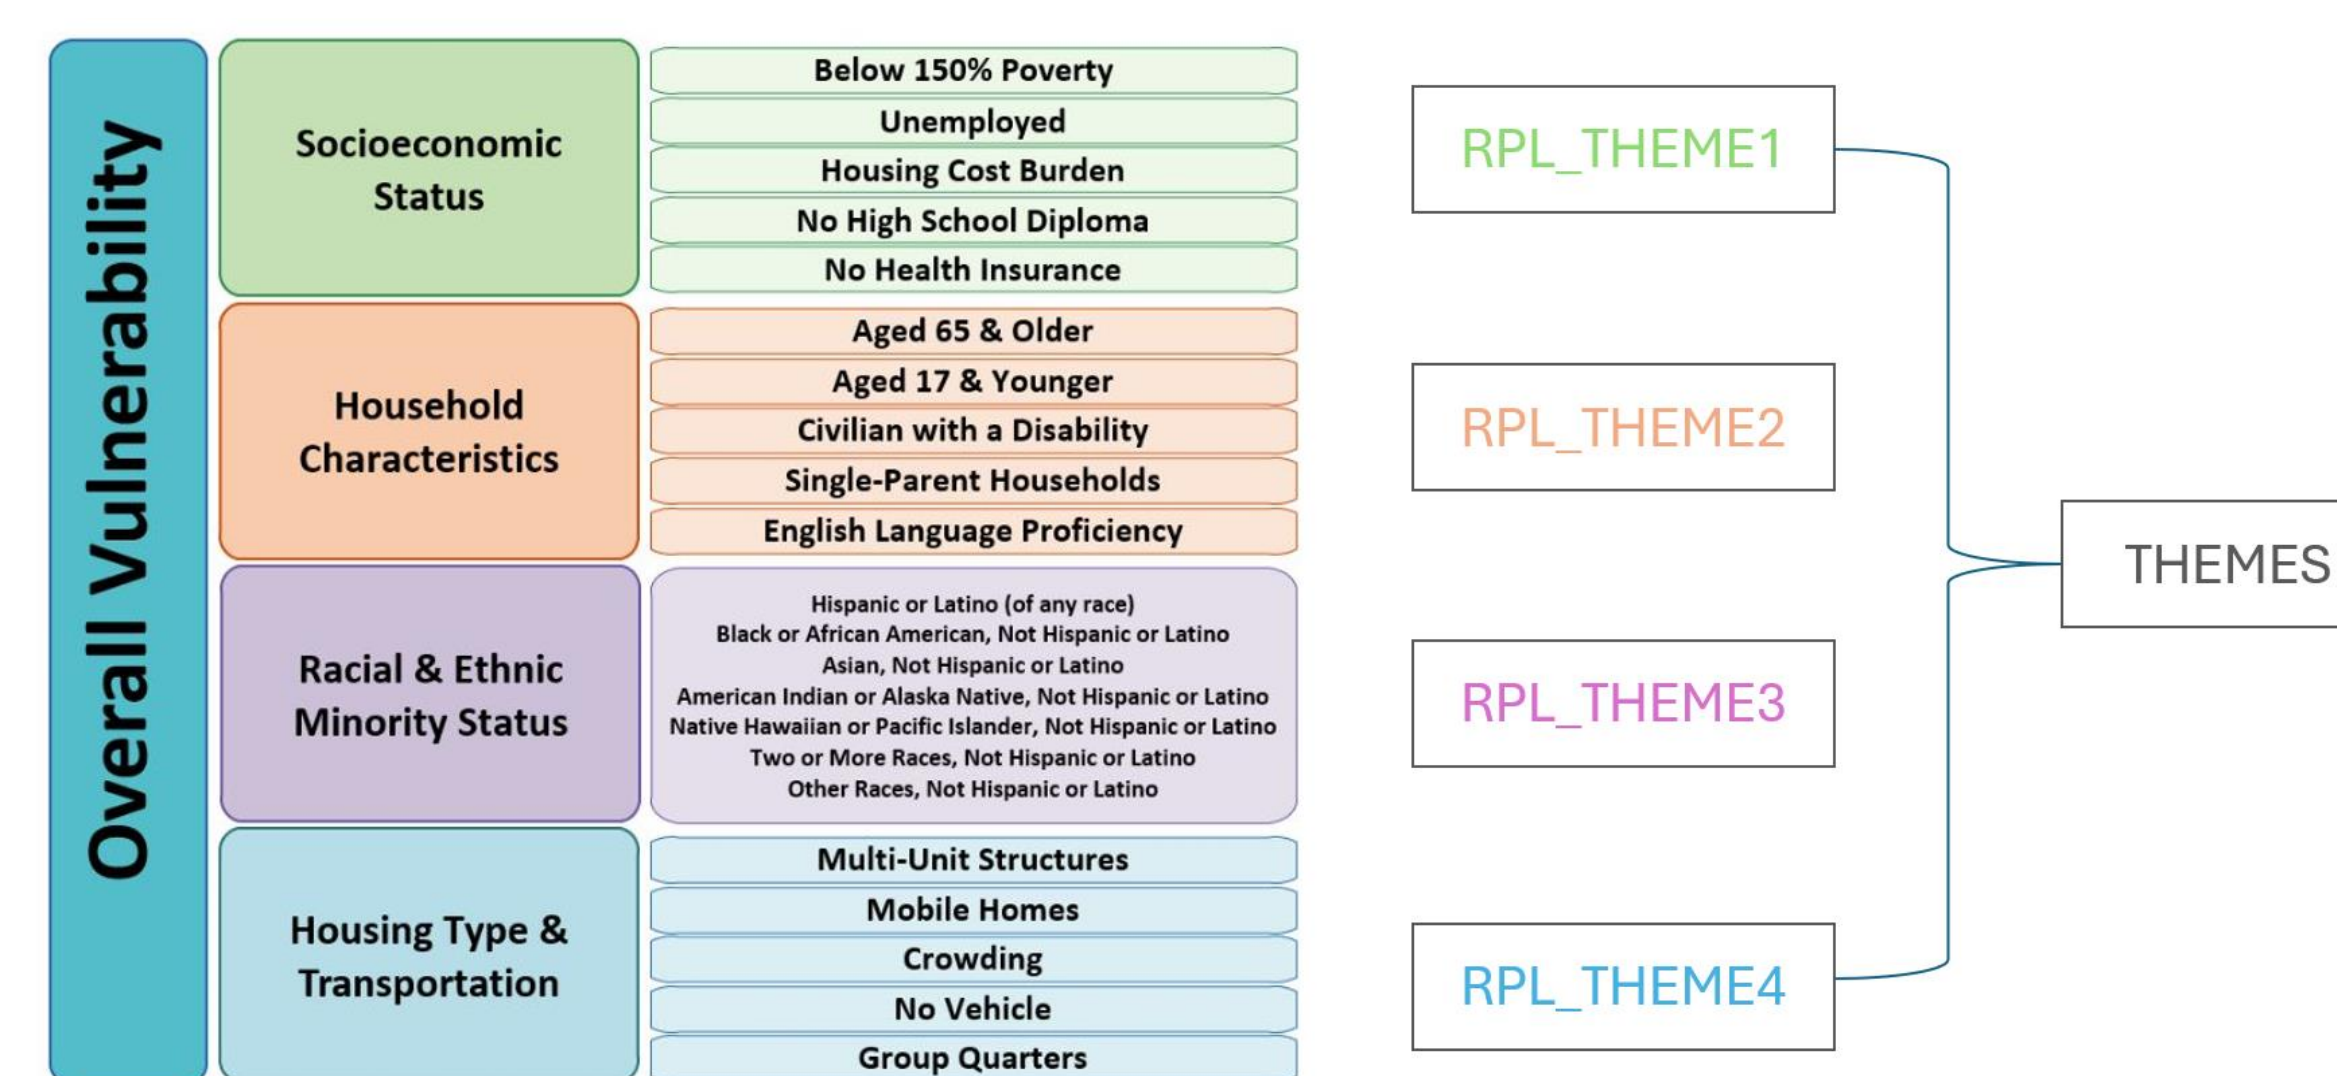 Overall Vulnerability
Socioeconomic
Status
Below 150% Poverty
Unemployed
Housing Cost Burden
No High School Diploma
No Health Insurance
Household
Characteristics
Aged 65 & Older
Aged 17 & Younger
Civilian with a Disability
Single-Parent Households
English Language Proficiency
Racial & Ethnic
Minority Status
Hispanic or Latino (of any race)
Black or African American, Not Hispanic or Latino
Asian, Not Hispanic or Latino
American Indian or Alaska Native, Not Hispanic or Latino
Native Hawaiian or Pacific Islander, Not Hispanic or Latino
Two or More Races, Not Hispanic or Latino
Other Races, Not Hispanic or Latino
Housing Type &
Transportation
Multi-Unit Structures
Mobile Homes
Crowding
No Vehicle
Group Quarters
RPL_THEME1
RPL_THEME2
RPL_THEME3
RPL_THEME4
THEMES